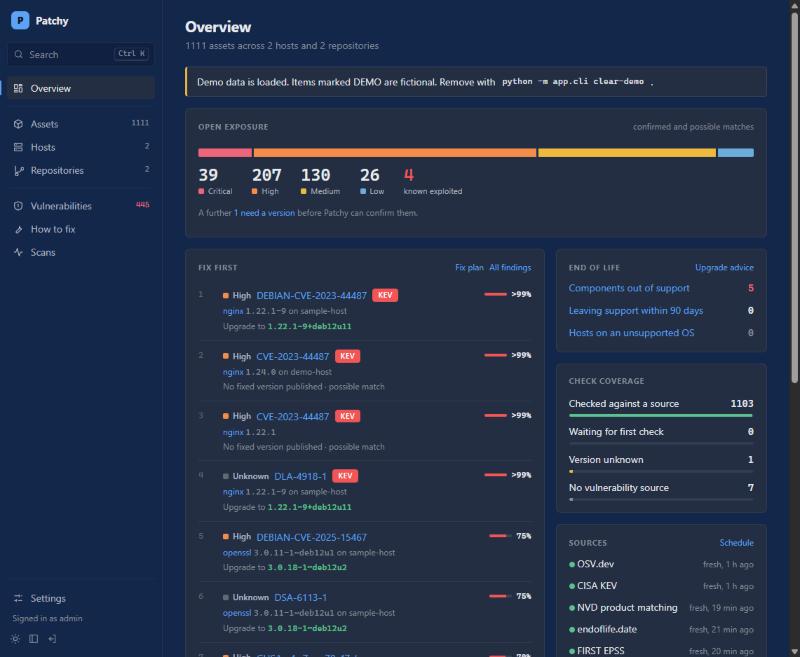 P Patchy
Search Ctrl K
Overview
Assets 1111
Hosts 2
Repositories 2
Vulnerabilities 445
How to fix
Scans
Settings
Signed in as admin
Overview
1111 assets across 2 hosts and 2 repositories
Demo data is loaded. Items marked DEMO are fictional. Remove with python -m app.cli clear-demo .
OPEN EXPOSURE confirmed and possible matches
39 207 130 26 4
Critical High Medium Low known exploited
A further 1 need a version before Patchy can confirm them.
FIX FIRST Fix plan All findings
1 High DEBIAN-CVE-2023-44487 KEV >99%
nginx 1.22.1-9 on sample-host
Upgrade to 1.22.1-9+deb12u11
2 High CVE-2023-44487 KEV >99%
nginx 1.24.0 on demo-host
No fixed version published · possible match
3 High CVE-2023-44487 KEV >99%
nginx 1.22.1
No fixed version published · possible match
4 Unknown DLA-4918-1 KEV >99%
nginx 1.22.1-9 on sample-host
Upgrade to 1.22.1-9+deb12u11
5 High DEBIAN-CVE-2025-15467 75%
openssl 3.0.11-1~deb12u1 on sample-host
Upgrade to 3.0.18-1~deb12u2
6 Unknown DSA-6113-1 75%
openssl 3.0.11-1~deb12u1 on sample-host
Upgrade to 3.0.18-1~deb12u2
END OF LIFE Upgrade advice
Components out of support 5
Leaving support within 90 days 0
Hosts on an unsupported OS 0
CHECK COVERAGE
Checked against a source 1103
Waiting for first check 0
Version unknown 1
No vulnerability source 7
SOURCES Schedule
OSV.dev fresh, 1 h ago
CISA KEV fresh, 1 h ago
NVD product matching fresh, 19 min ago
endoflife.date fresh, 21 min ago
FIRST EPSS fresh, 20 min ago